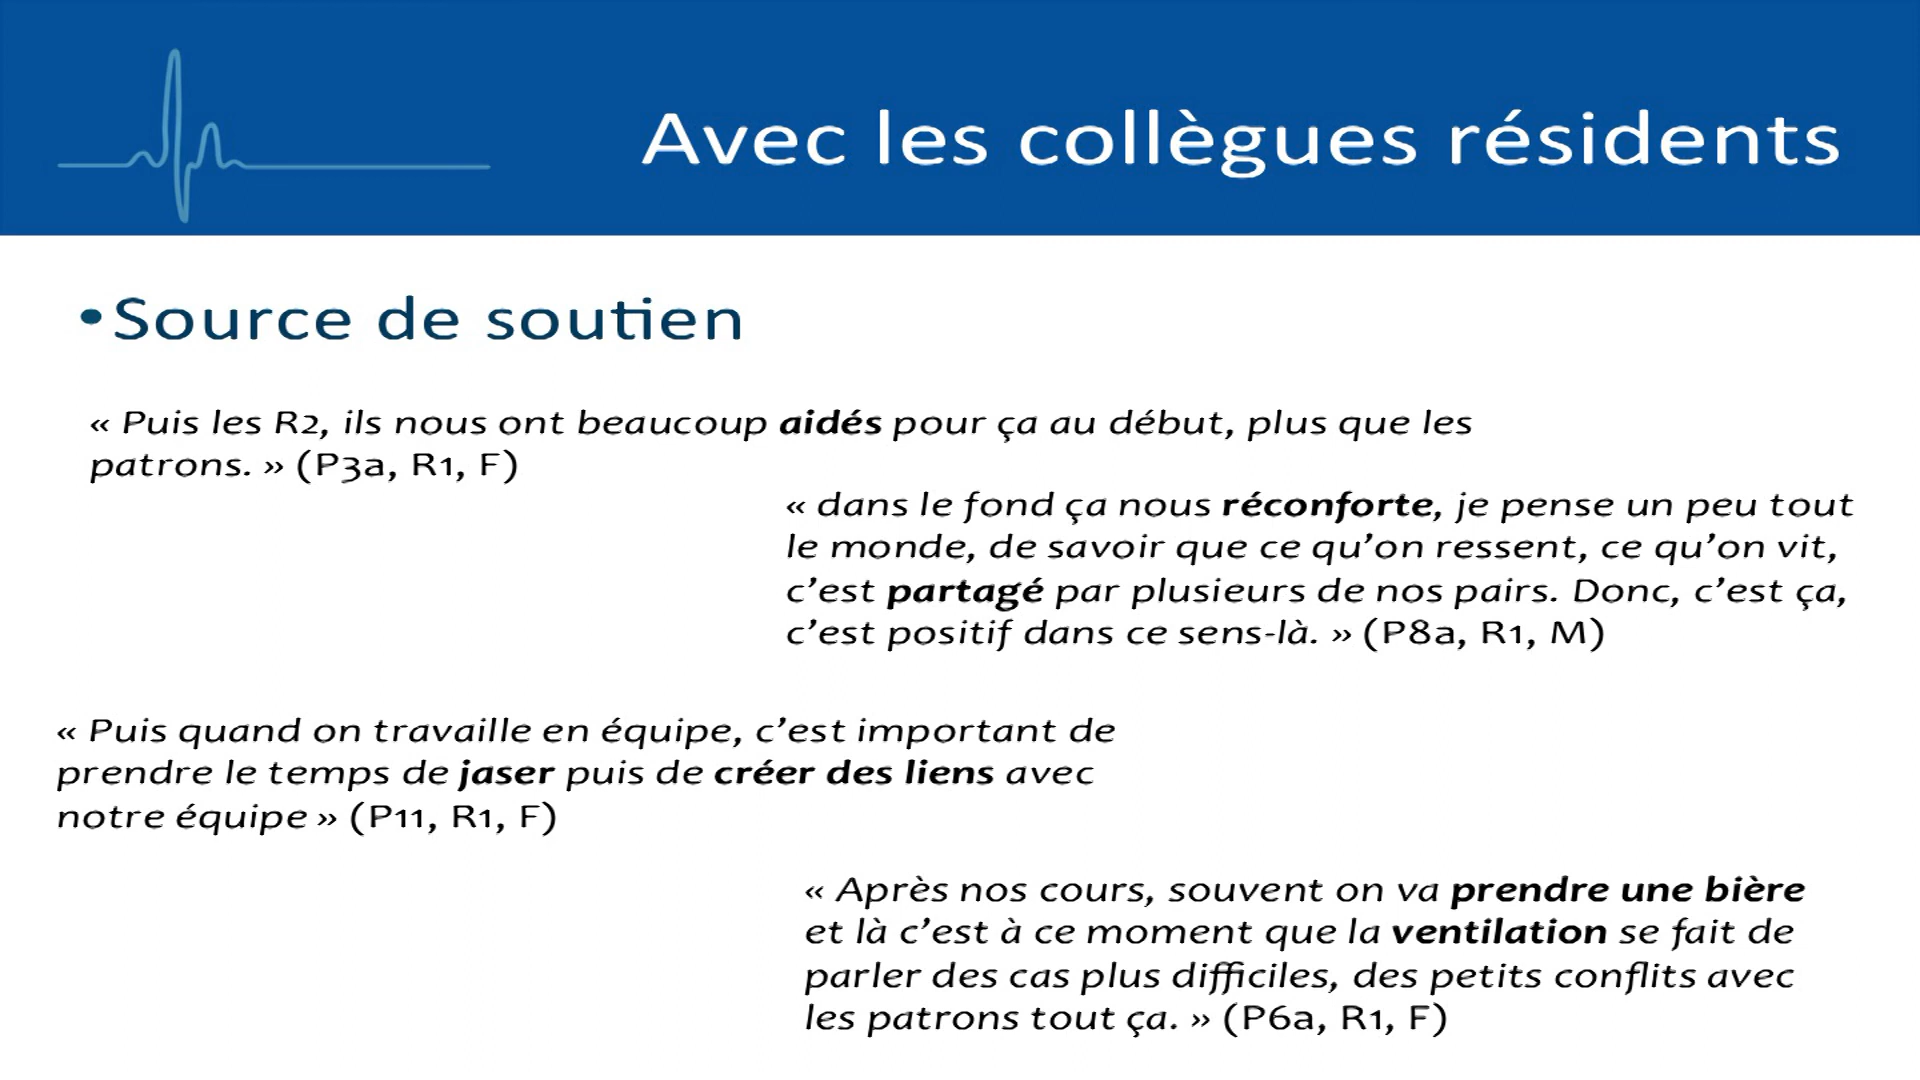 Avec les collègues résidents
•Source de soutien
« Puis les R2, ils nous ont beaucoup aidés pour ça au début, plus que les
patrons. » (P3a, R1, F)
« dans le fond ça nous réconforte, je pense un peu tout
le monde, de savoir que ce qu’on ressent, ce qu’on vit,
c’est partagé par plusieurs de nos pairs. Donc, c’est ça,
c’est positif dans ce sens-là. » (P8a, R1, M)
« Puis quand on travaille en équipe, c’est important de
prendre le temps de jaser puis de créer des liens avec
notre équipe » (P11, R1, F)
« Après nos cours, souvent on va prendre une bière
et là c’est à ce moment que la ventilation se fait de
parler des cas plus difficiles, des petits conflits avec
les patrons tout ça. » (P6a, R1, F)